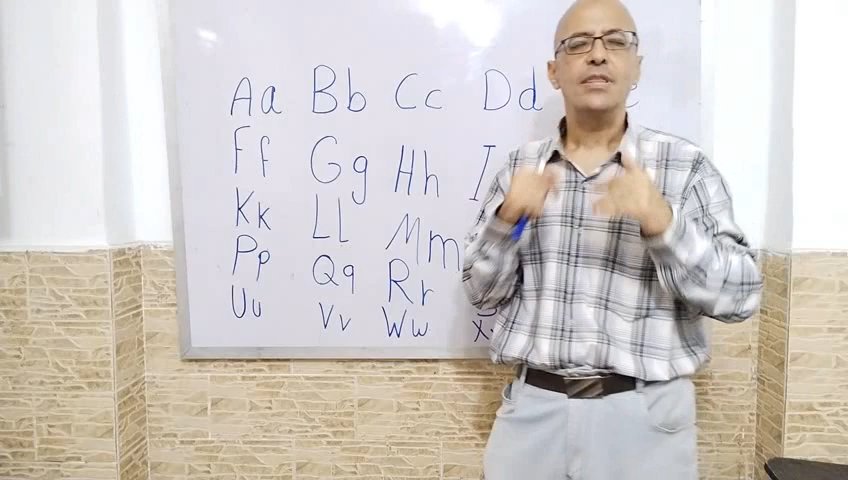 Aa Bb Cc Dd
Ff Gg Hh I
Kk Ll Mm
Pp Qq Rr
Uu Vv Ww X